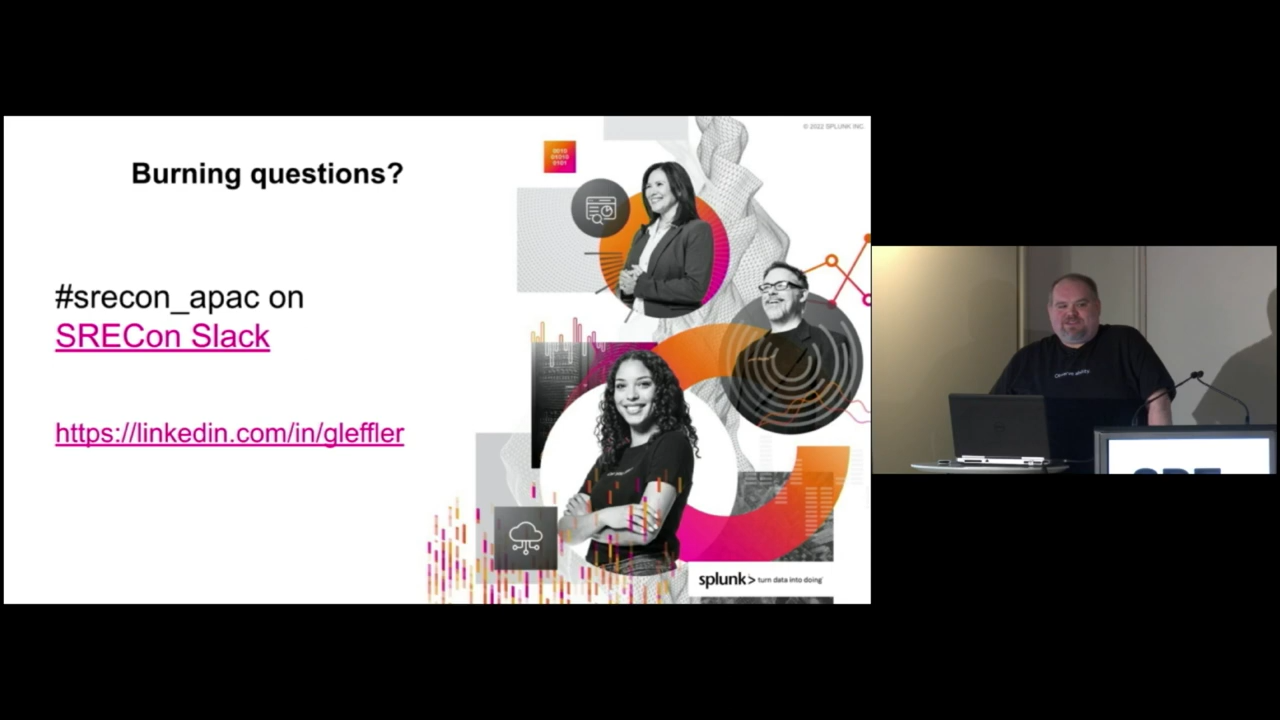 © 2022 SPLUNK INC.
Burning questions?
#srecon_apac on
SRECon Slack
https://linkedin.com/in/gleffler
splunk> turn data into doing